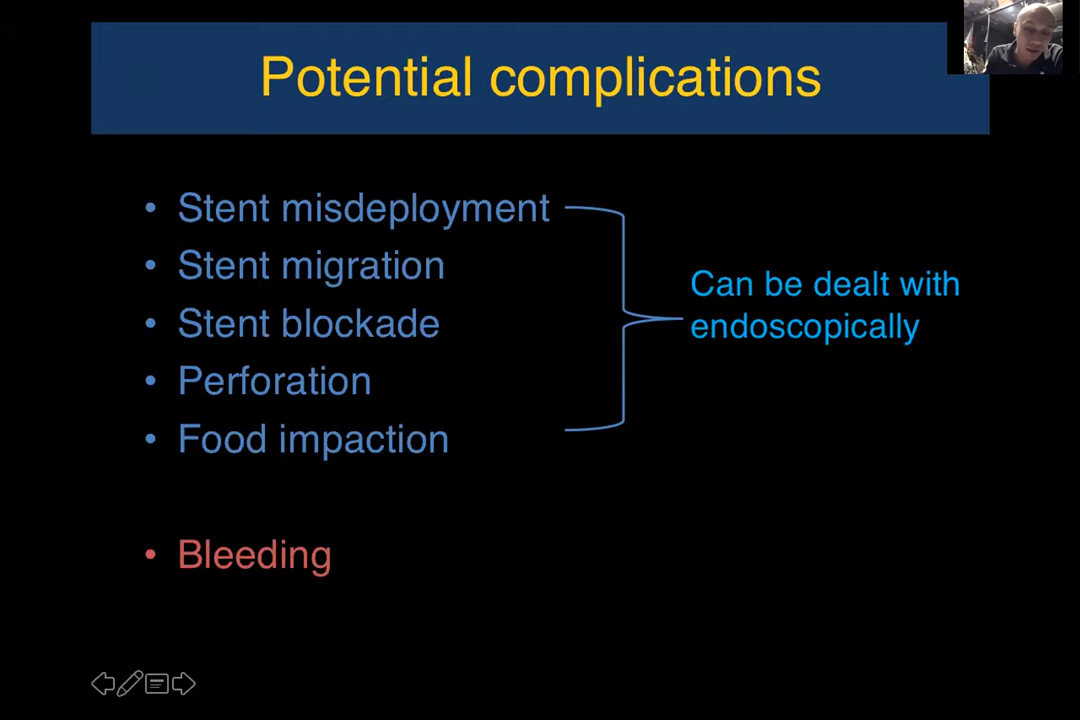 Potential complications
• Stent misdeployment
• Stent migration
• Stent blockade
• Perforation
• Food impaction
Can be dealt with
endoscopically
• Bleeding